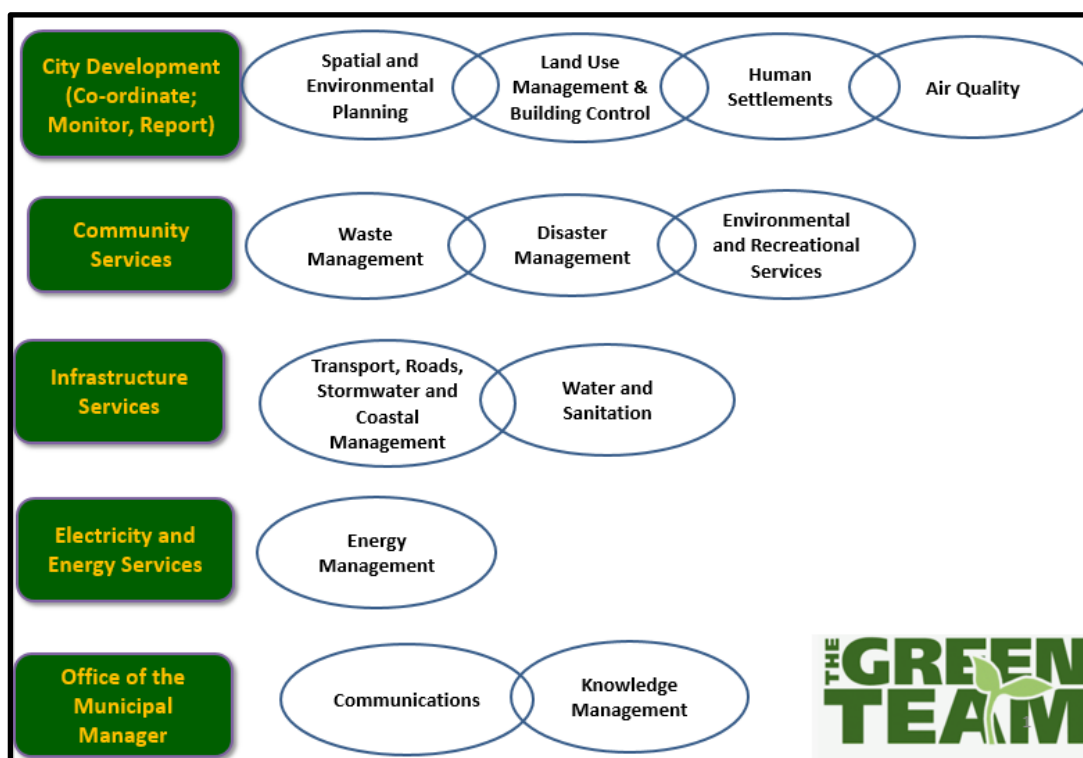 City Development
(Co-ordinate;
Monitor, Report)
Spatial and
Environmental
Planning
Land Use
Management &
Building Control
Human
Settlements
Air Quality
Community
Services
Waste
Management
Disaster
Management
Environmental
and Recreational
Services
Infrastructure
Services
Transport, Roads,
Stormwater and
Coastal
Management
Water and
Sanitation
Electricity and
Energy Services
Energy
Management
Office of the
Municipal
Manager
Communications
Knowledge
Management
THE
GREEN
TEAM
1